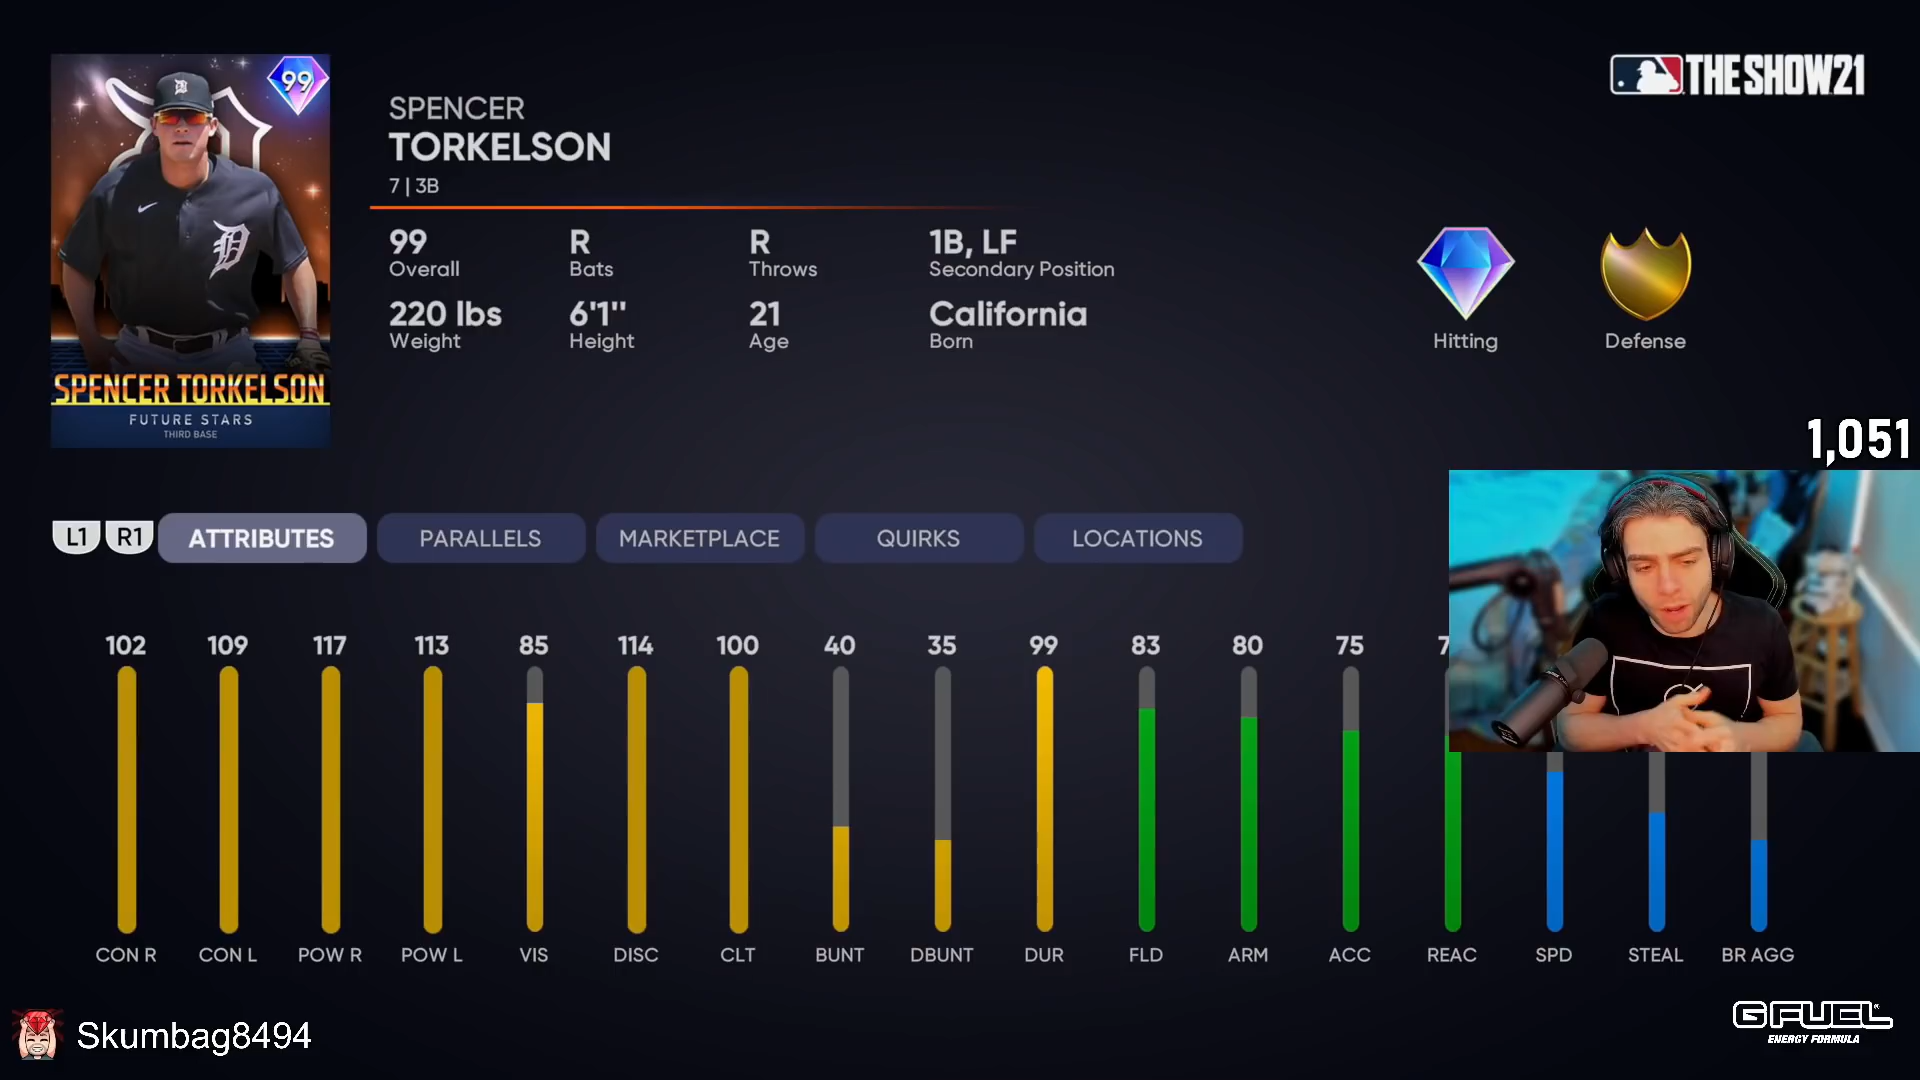 99
SPENCER TORKELSON
FUTURE STARS
THIRD BASE
SPENCER
TORKELSON
7 | 3B
99 R R 1B, LF
Overall Bats Throws Secondary Position
220 lbs 6'1" 21 California
Weight Height Age Born
THE SHOW 21
Hitting Defense
1,051
L1 R1 ATTRIBUTES PARALLELS MARKETPLACE QUIRKS LOCATIONS
102 109 117 113 85 114 100 40 35 99 83 80 75
CON R CON L POW R POW L VIS DISC CLT BUNT DBUNT DUR FLD ARM ACC REAC SPD STEAL BR AGG
Skumbag8494
G FUEL
ENERGY FORMULA